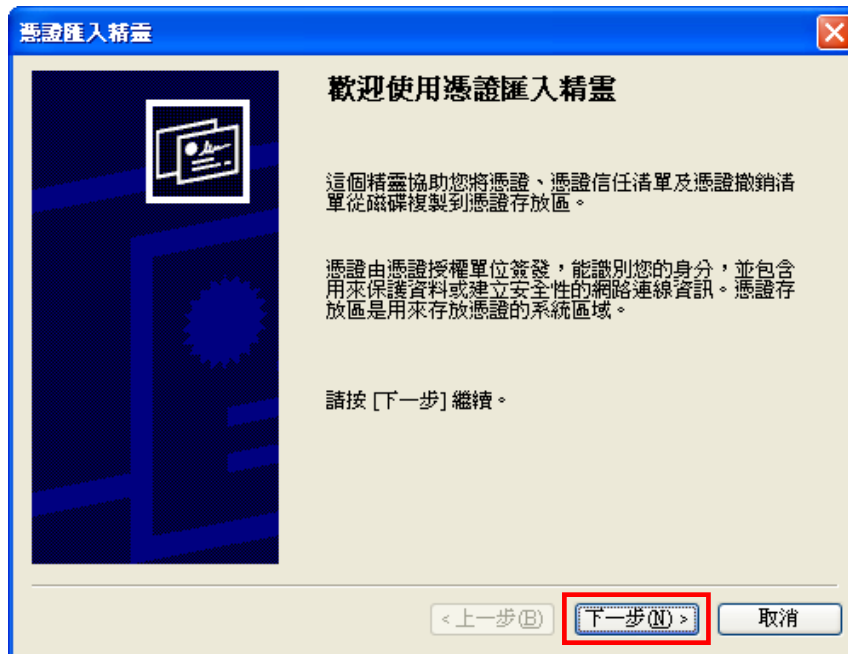 憑證匯入精靈
歡迎使用憑證匯入精靈
這個精靈協助您將憑證、憑證信任清單及憑證撤銷清
單從磁碟複製到憑證存放區。
憑證由憑證授權單位簽發，能識別您的身分，並包含
用來保護資料或建立安全性的網路連線資訊。憑證存
放區是用來存放憑證的系統區域。
請按 [下一步] 繼續。
<上一步(B) 下一步(N) > 取消